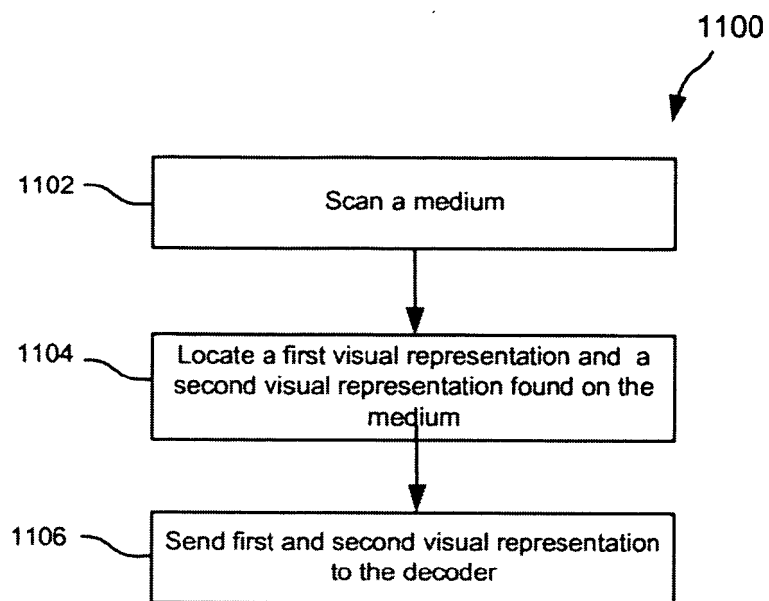 1100
1102
Scan a medium
1104
Locate a first visual representation and a
second visual representation found on the
medium
1106
Send first and second visual representation
to the decoder